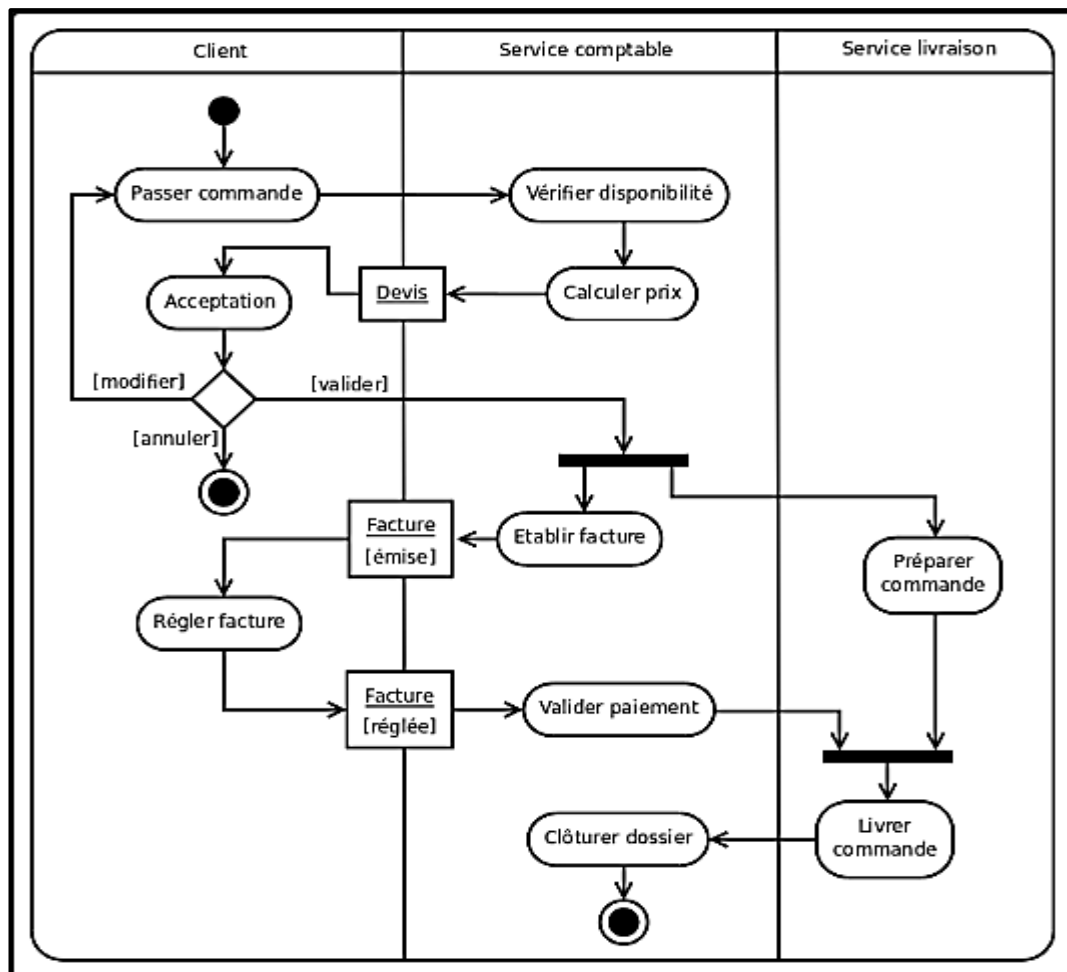 Client
Service comptable
Service livraison
Passer commande
Vérifier disponibilité
Acceptation
Devis
Calculer prix
[modifier]
[valider]
[annuler]
Facture
[émise]
Etablir facture
Préparer
commande
Régler facture
Facture
[réglée]
Valider paiement
Clôturer dossier
Livrer
commande